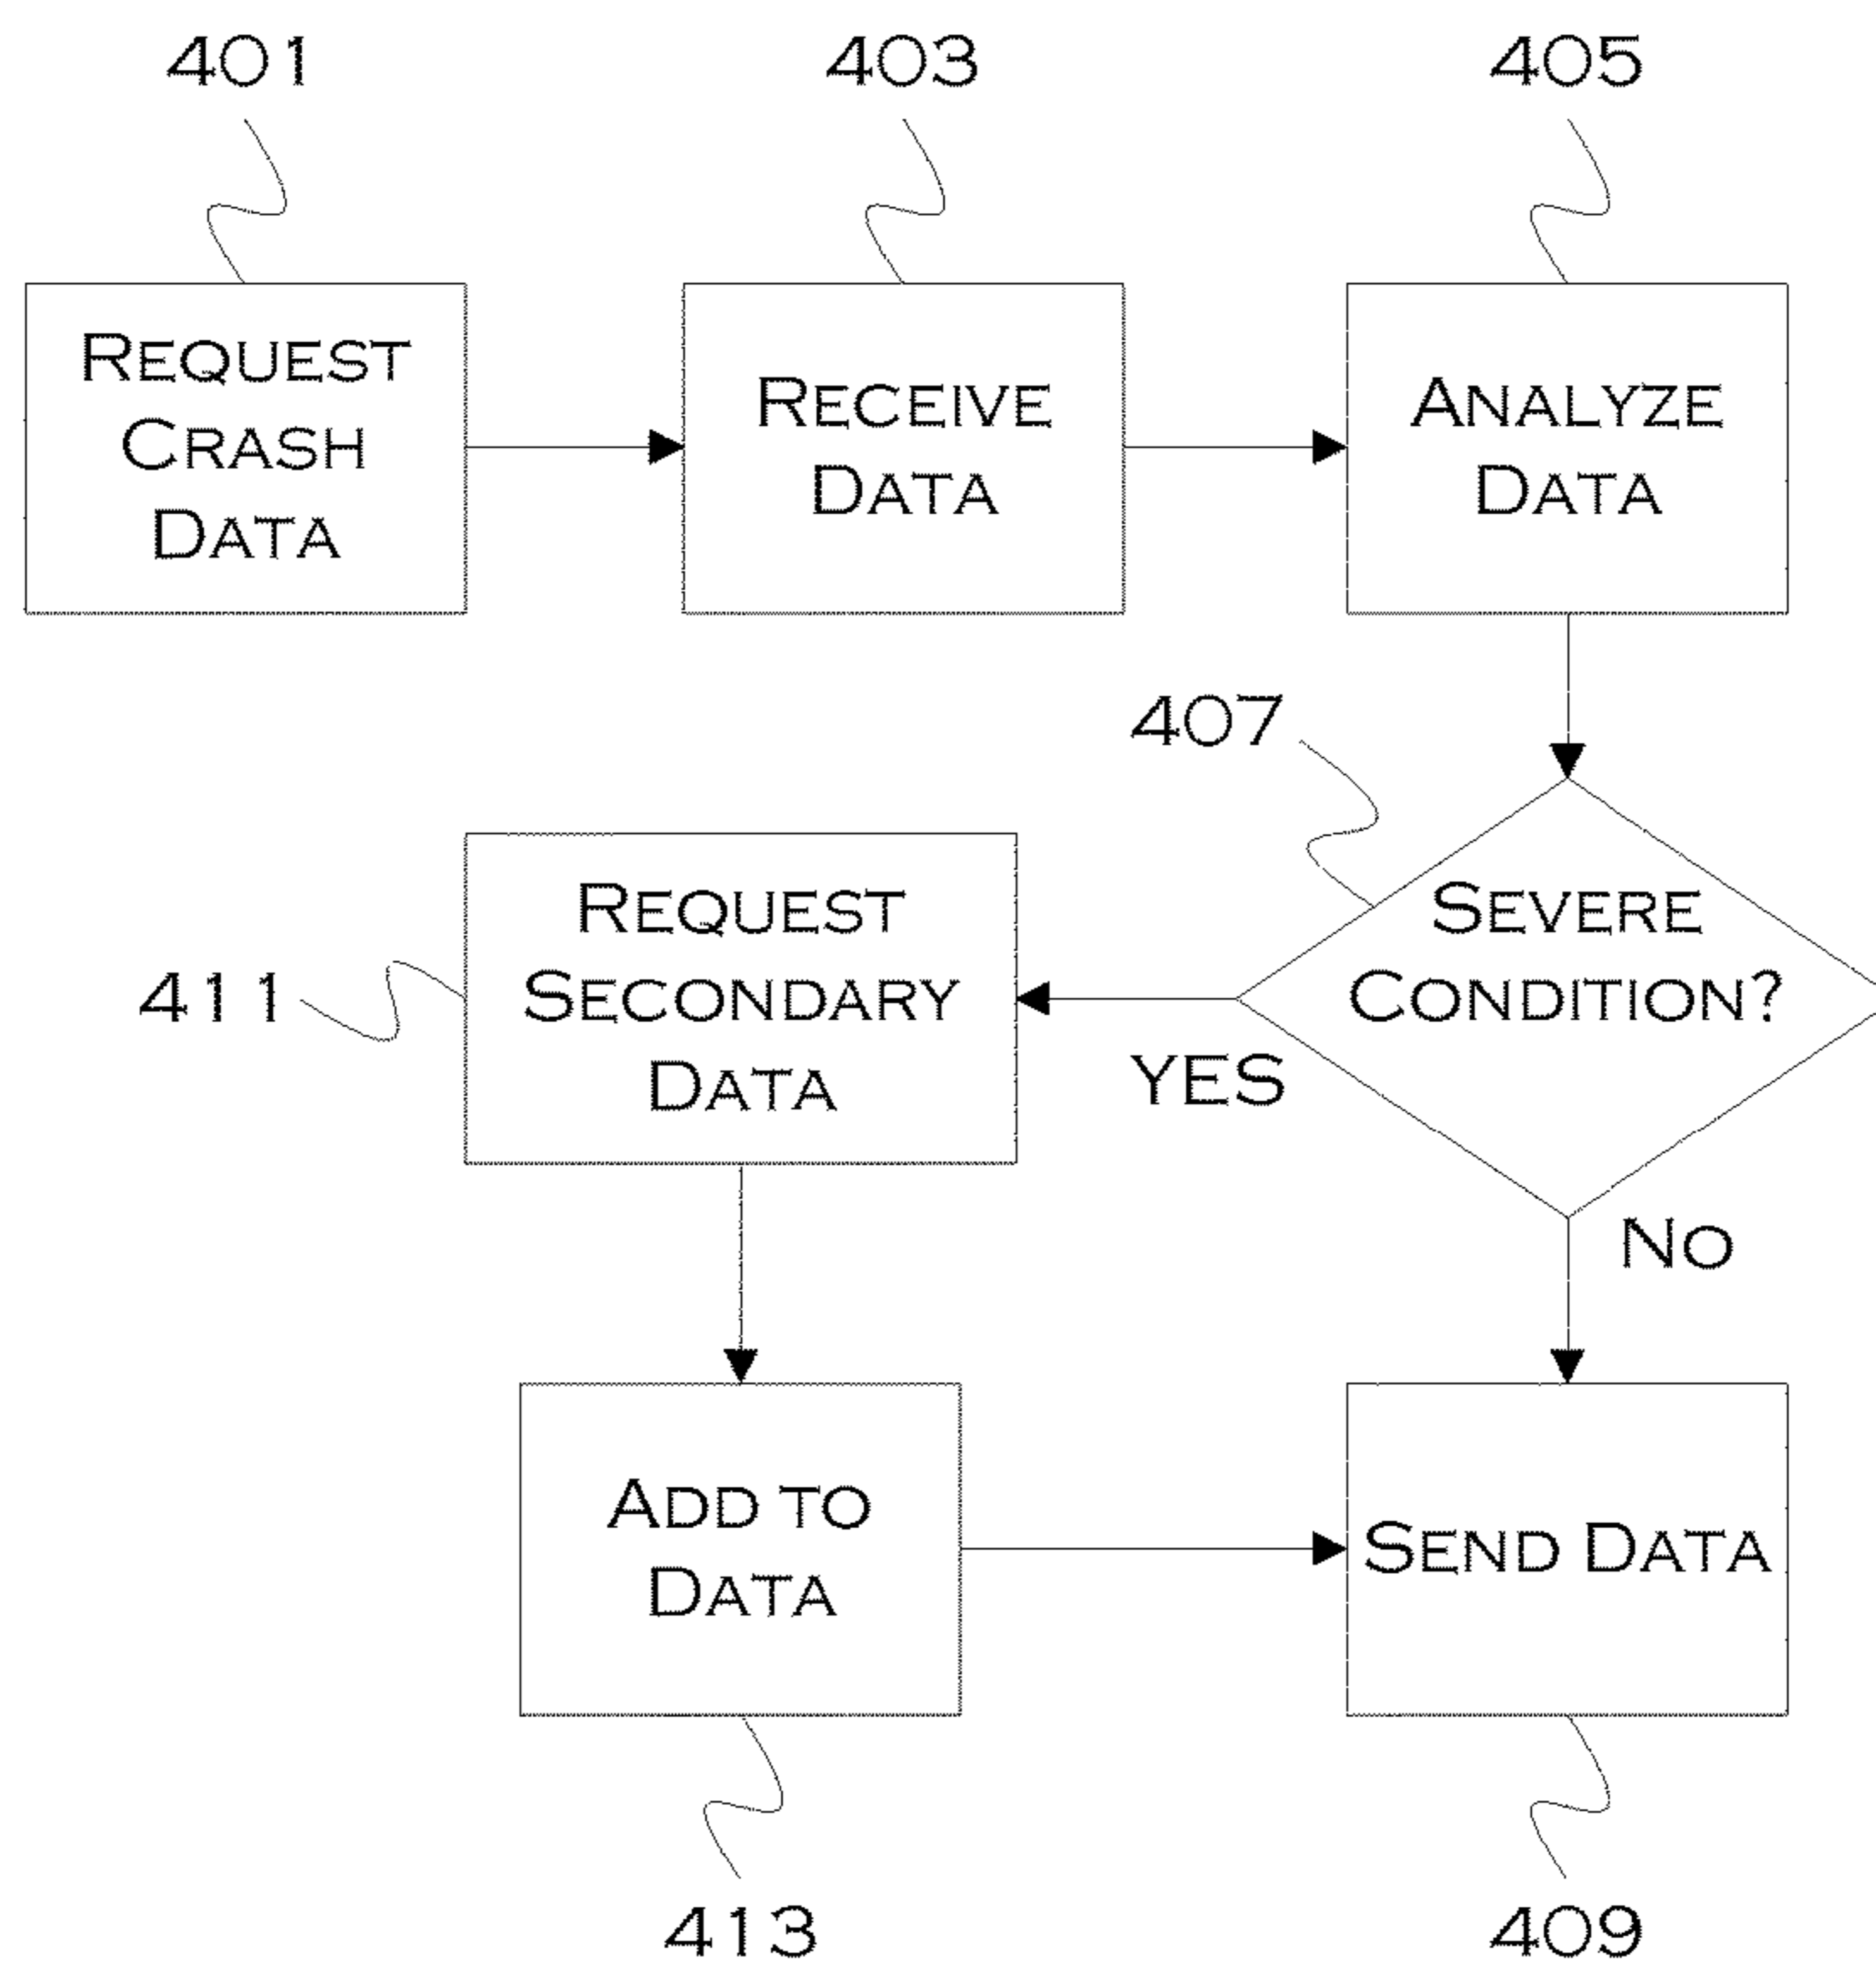 401
403
405
REQUEST
CRASH
DATA
RECEIVE
DATA
ANALYZE
DATA
407
SEVERE
CONDITION?
411
REQUEST
SECONDARY
DATA
YES
NO
ADD TO
DATA
SEND DATA
413
409